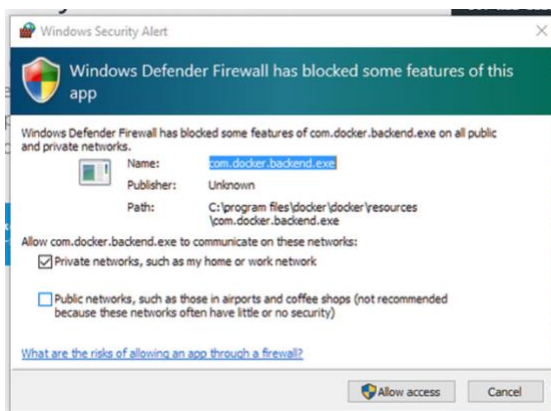 Windows Security Alert
Windows Defender Firewall has blocked some features of this
app
Windows Defender Firewall has blocked some features of com.docker.backend.exe on all public
and private networks.
Name: com.docker.backend.exe
Publisher: Unknown
Path: C:\program files\docker\docker\resources
\com.docker.backend.exe
Allow com.docker.backend.exe to communicate on these networks:
Private networks, such as my home or work network
Public networks, such as those in airports and coffee shops (not recommended
because these networks often have little or no security)
What are the risks of allowing an app through a firewall?
Allow access Cancel